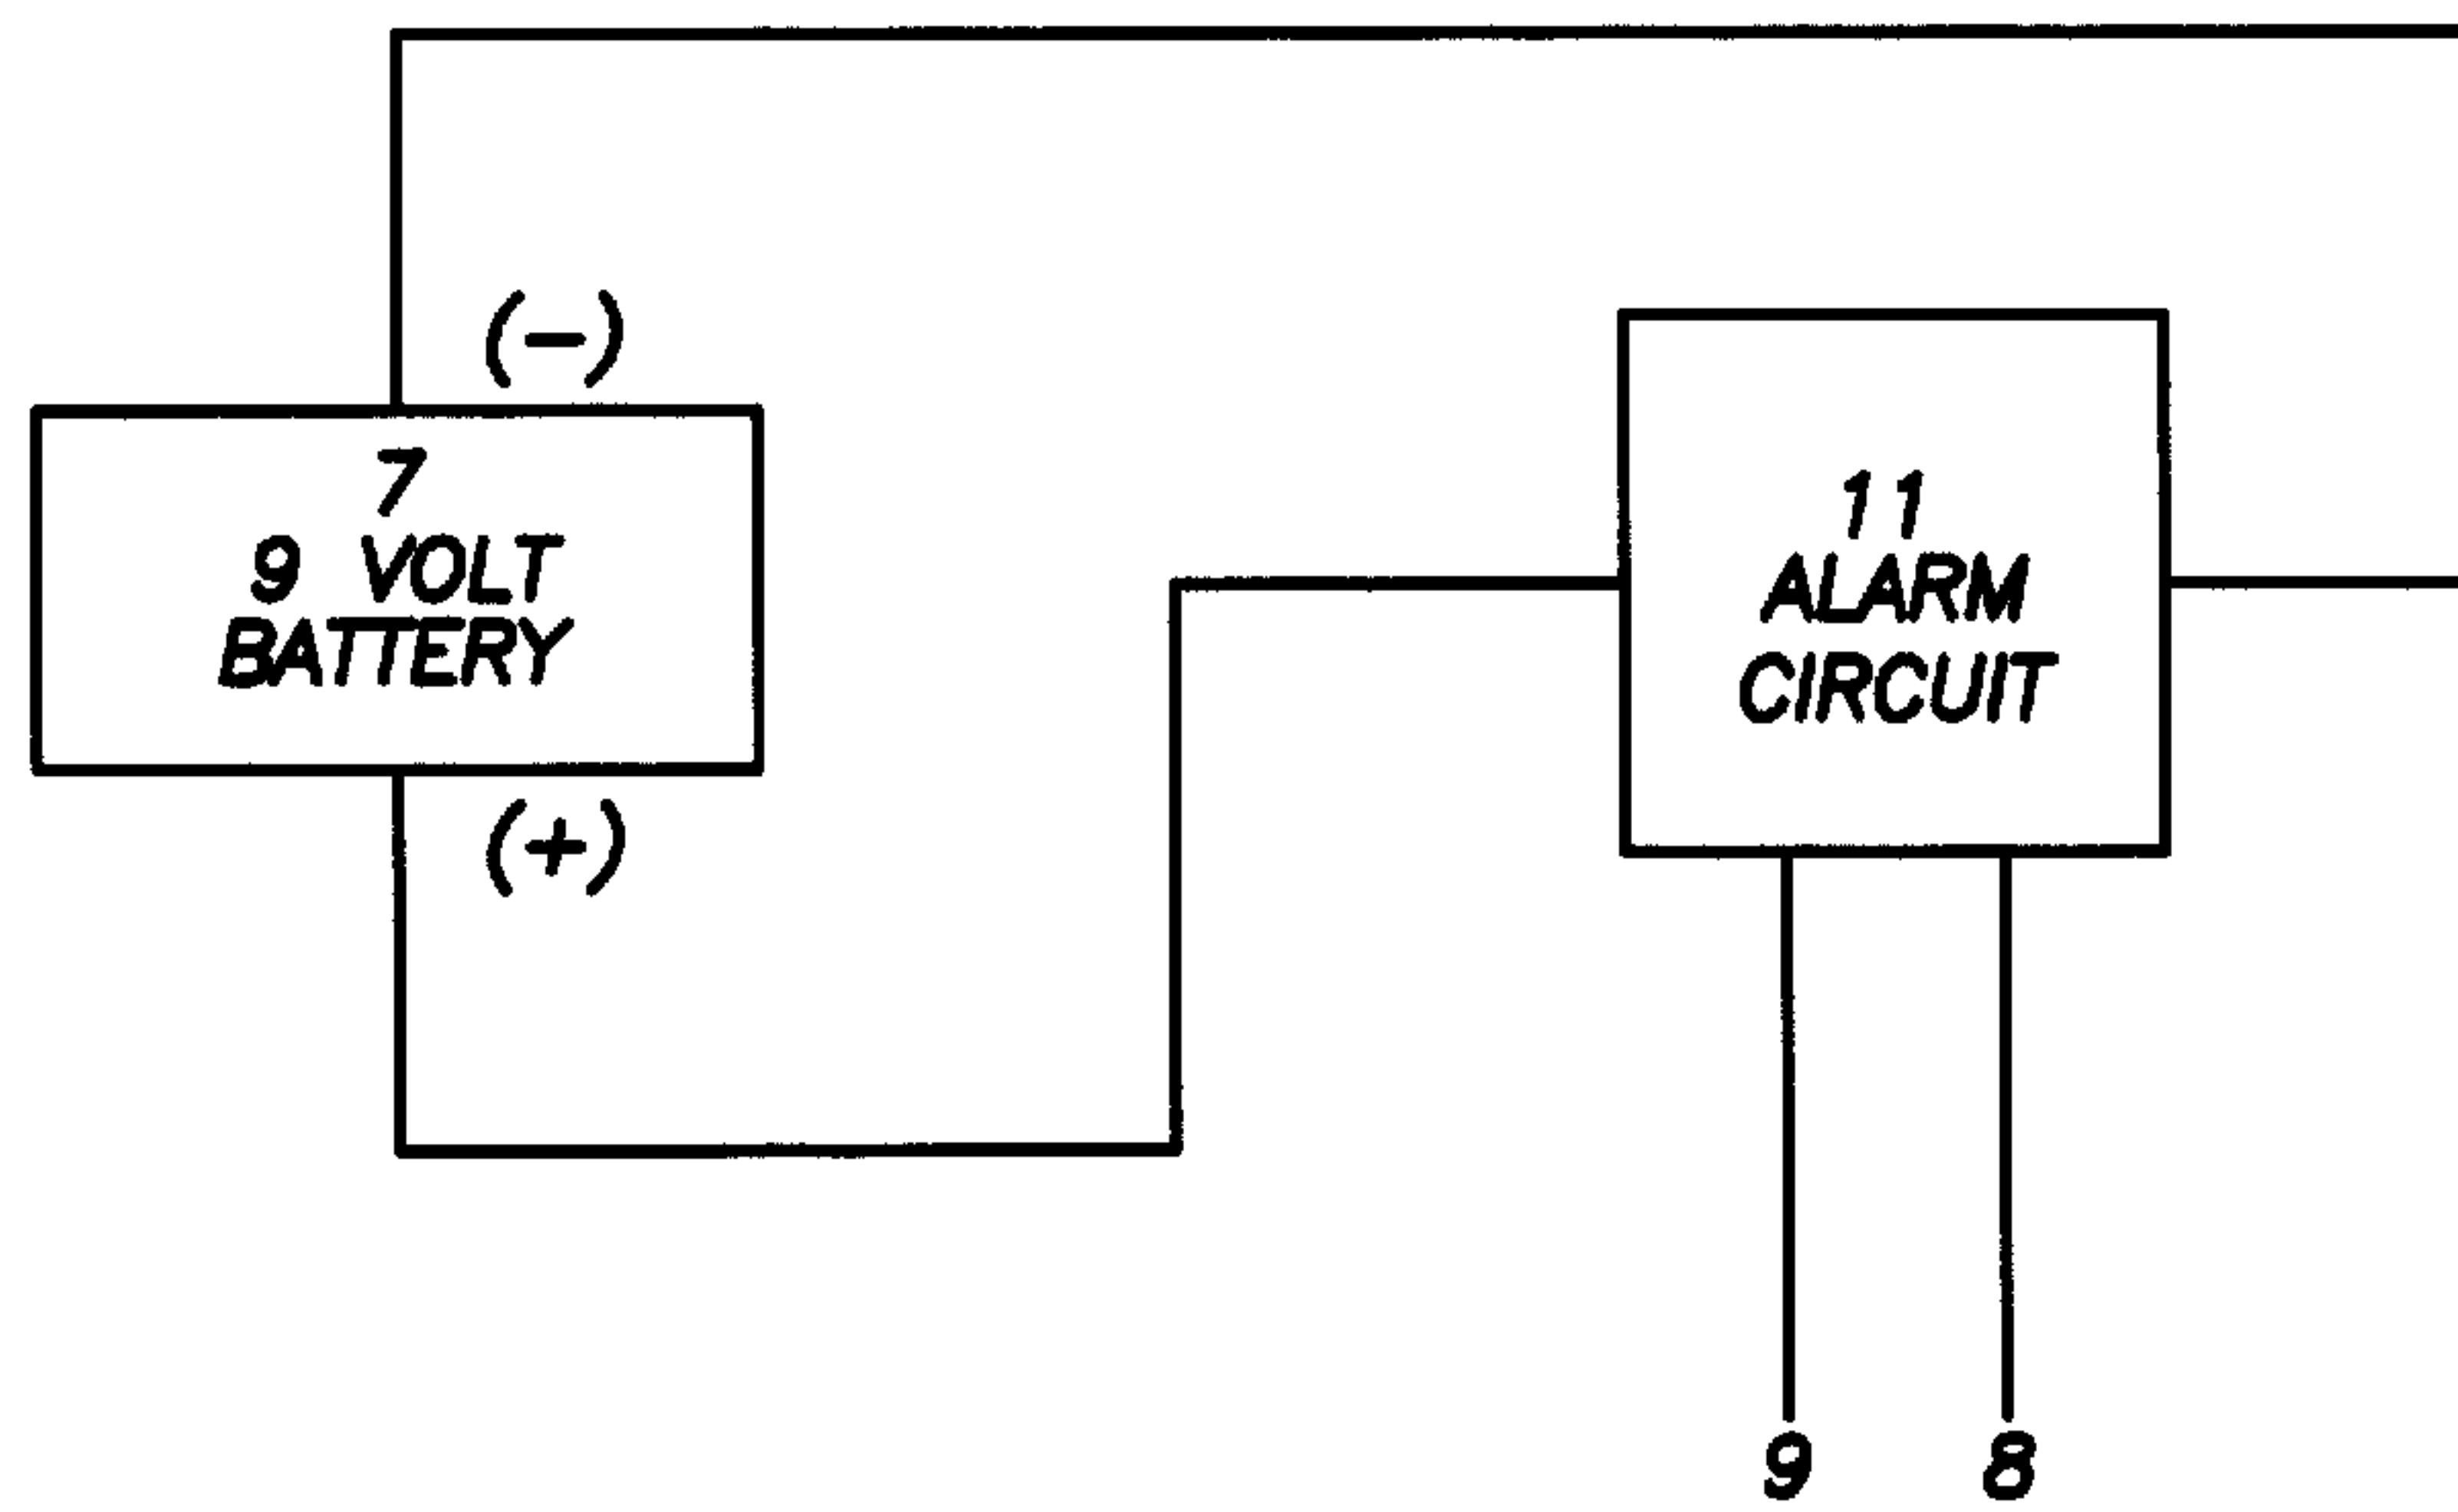 (-)
7
9 VOLT
BATTERY
(+)
11
ALARM
CIRCUIT
9
8